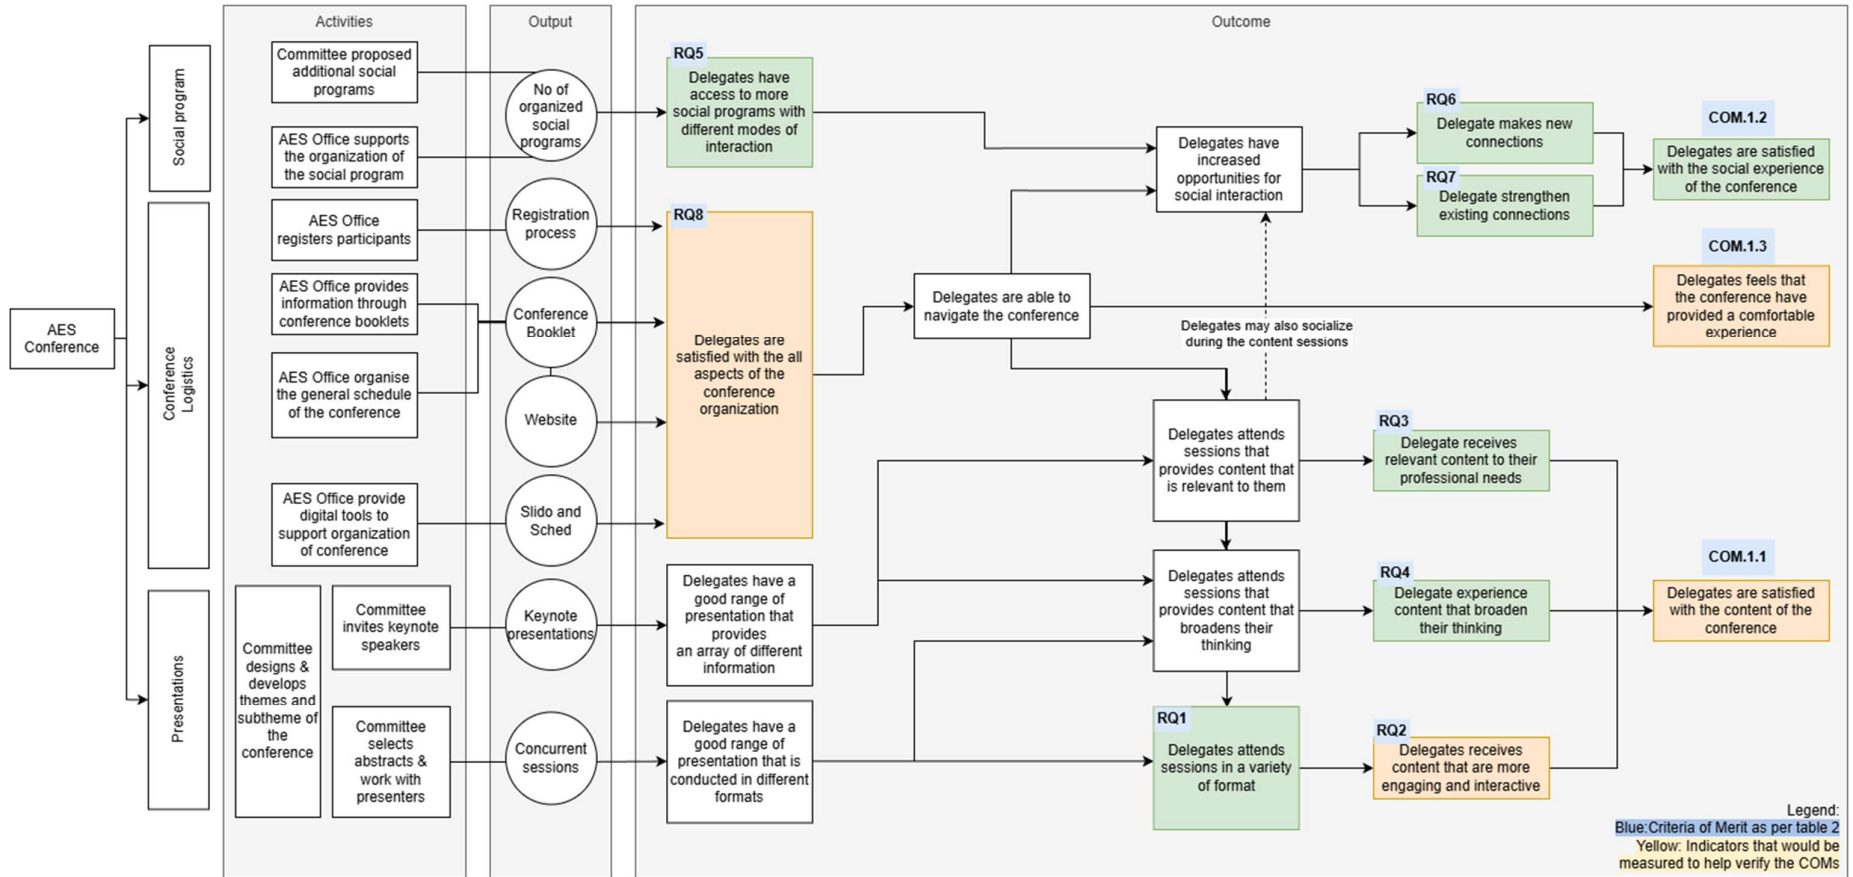 Activities
Output
Outcome
AES
Conference
Social program
Conference
Logistics
Presentations
Committee proposed
additional social
programs
AES Office supports
the organization of
the social program
AES Office
registers participants
AES Office provides
information through
conference booklets
AES Office organise
the general schedule
of the conference
AES Office provide
digital tools to
support organization
of conference
Committee
designs &
develops
themes and
subtheme of
the
conference
Committee
invites keynote
speakers
Committee
selects
abstracts &
work with
presenters
No of
organized
social
programs
Registration
process
Conference
Booklet
Website
Slido and
Sched
Keynote
presentations
Concurrent
sessions
RQ5
Delegates have
access to more
social programs with
different modes of
interaction
RQ8
Delegates are
satisfied with the all
aspects of the
conference
organization
Delegates have a
good range of
presentation that
provides
an array of different
information
Delegates have a
good range of
presentation that is
conducted in different
formats
Delegates are able to
navigate the conference
Delegates have
increased
opportunities for
social interaction
Delegates may also socialize
during the content sessions
Delegates attends
sessions that
provides content that
is relevant to them
Delegates attends
sessions that
provides content that
broadens their
thinking
RQ1
Delegates attends
sessions in a variety
of format
RQ6
Delegate makes new
connections
RQ7
Delegate strengthen
existing connections
RQ3
Delegate receives
relevant content to their
professional needs
RQ4
Delegate experience
content that broaden
their thinking
RQ2
Delegates receives
content that are more
engaging and interactive
COM.1.2
Delegates are satisfied
with the social experience
of the conference
COM.1.3
Delegates feels that
the conference have
provided a comfortable
experience
COM.1.1
Delegates are satisfied
with the content of the
conference
Legend:
Blue:Criteria of Merit as per table 2
Yellow: Indicators that would be
measured to help verify the COMs